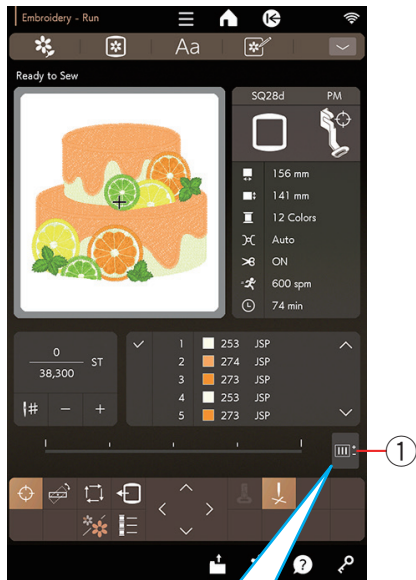 Embroidery - Run
Aa
Ready to Sew
SQ28d PM
156 mm
141 mm
12 Colors
Auto
ON
600 spm
74 min
0
38,300
ST
1 253 JSP
2 274 JSP
3 273 JSP
4 253 JSP
5 273 JSP
#
- +
1
?